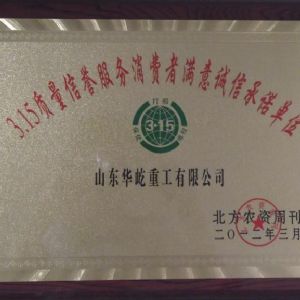 3.15质量信誉服务消费者满意诚信承诺单位
3·15
山东华屹重工有限公司
北方农资周刊
二〇一二年三月